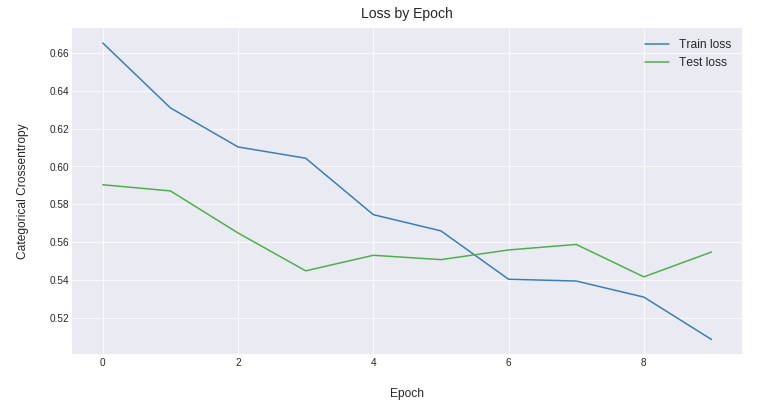 Loss by Epoch
Train loss
Test loss
Categorical Crossentropy
0.66
0.64
0.62
0.60
0.58
0.56
0.54
0.52
0 2 4 6 8
Epoch